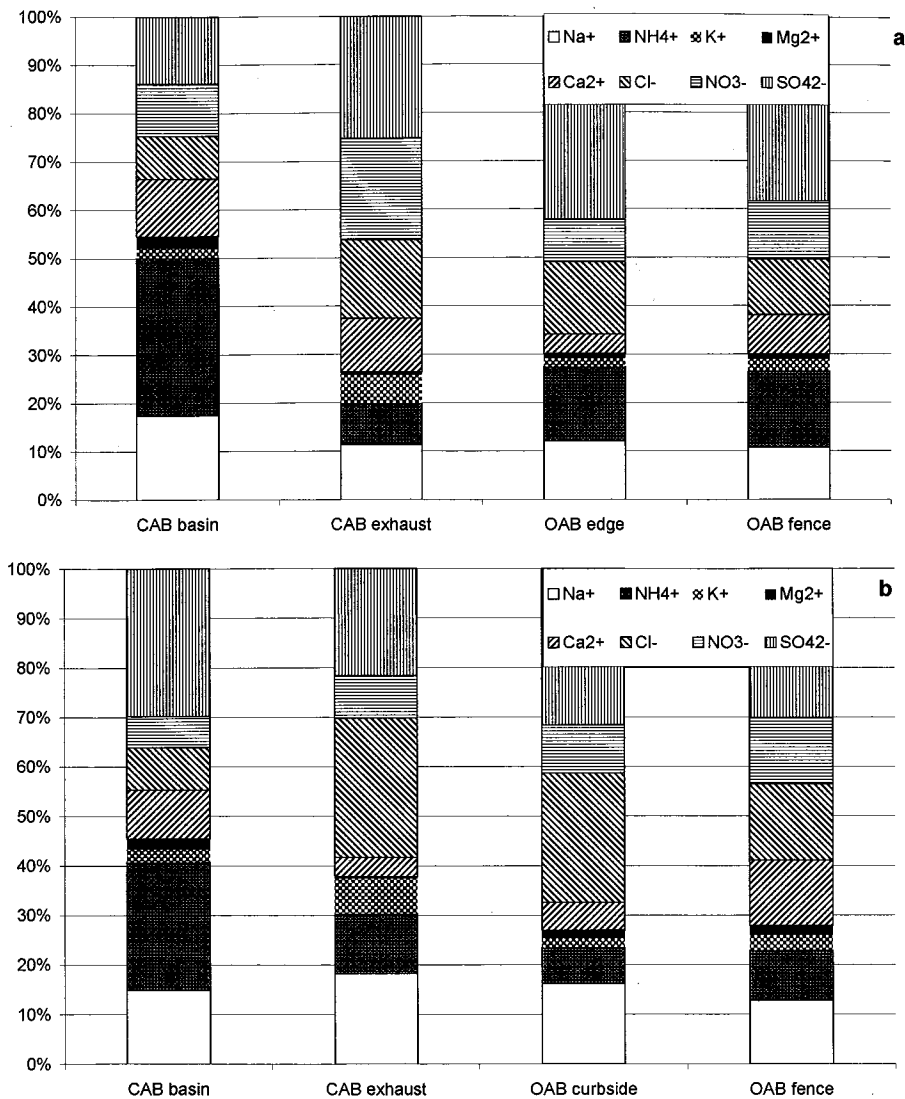 100%
90%
80%
70%
60%
50%
40%
30%
20%
10%
0%
Na+ NH4+ K+ Mg2+
Ca2+ Cl- NO3- SO42-
a
CAB basin CAB exhaust OAB edge OAB fence
100%
90%
80%
70%
60%
50%
40%
30%
20%
10%
0%
Na+ NH4+ K+ Mg2+
Ca2+ Cl- NO3- SO42-
b
CAB basin CAB exhaust OAB curbside OAB fence